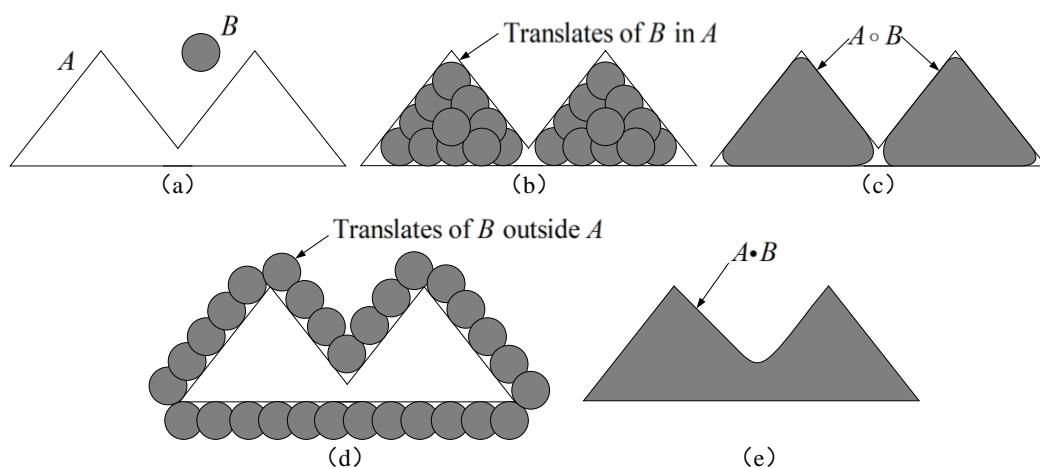 A
B
(a)
Translates of B in A
(b)
A ∘ B
(c)
Translates of B outside A
(d)
A•B
(e)